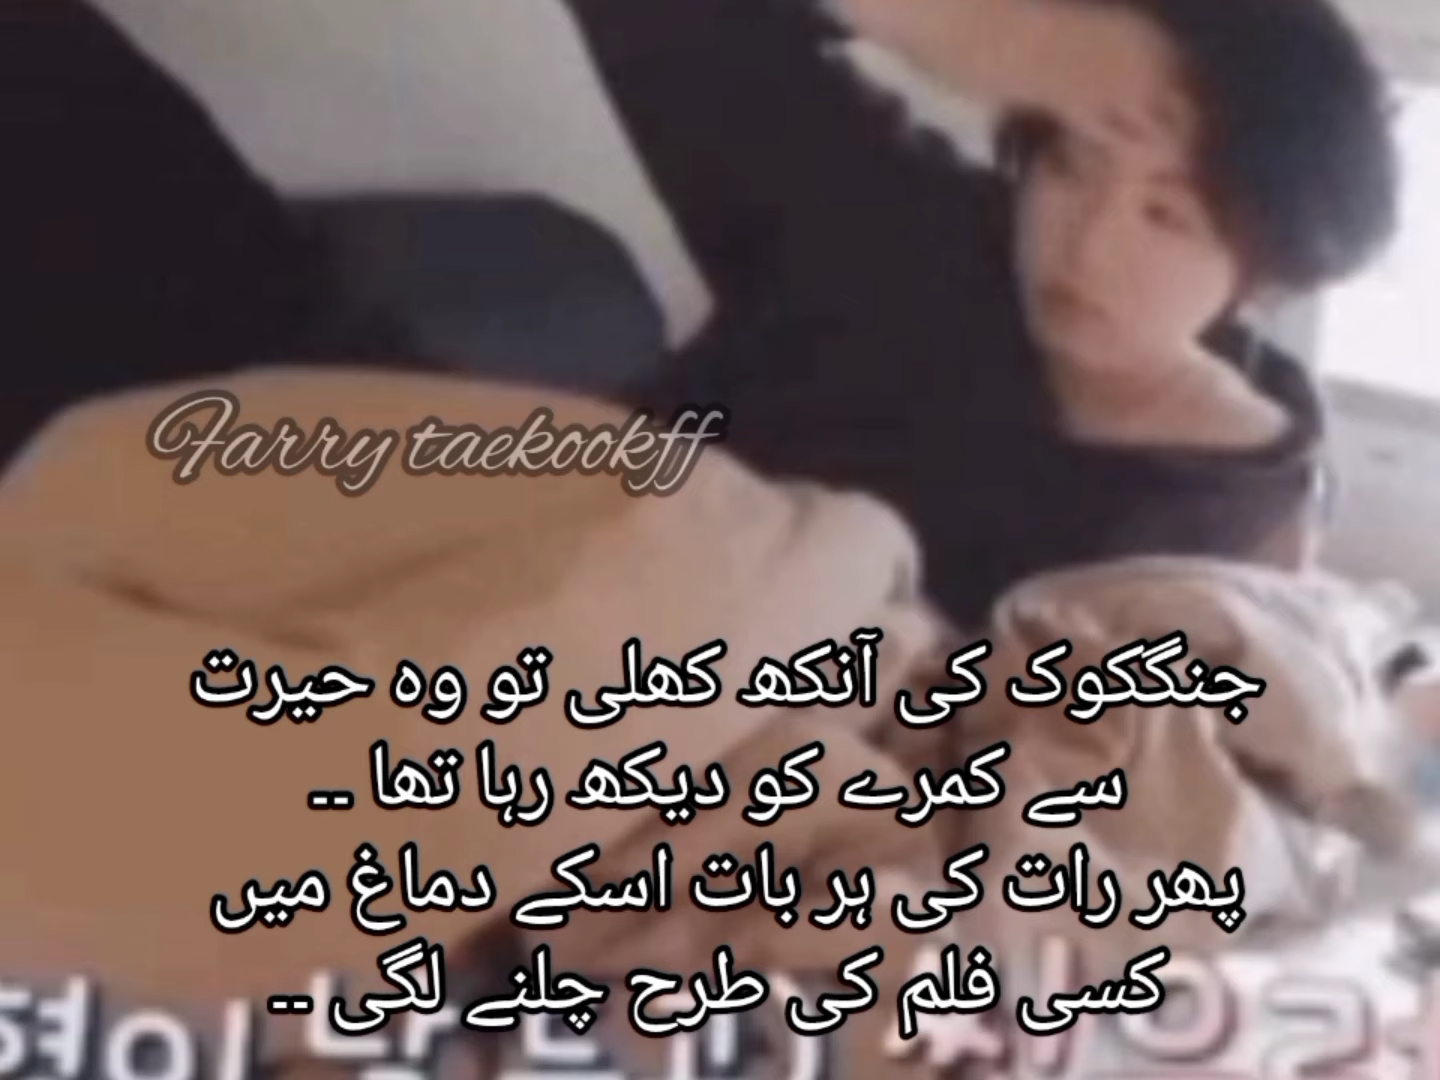 Farry taekookff
جنگکوک کی آنکھ کھلی تو وہ حیرت
سے کمرے کو دیکھ رہا تھا --
پھر رات کی ہر بات اسکے دماغ میں
کسی فلم کی طرح چلنے لگی --